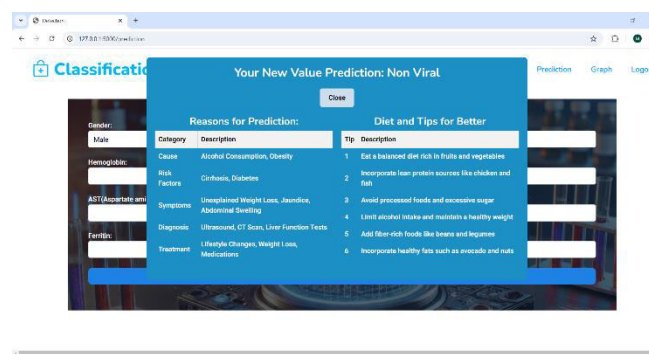 127.0.0.1:5000/prediction
Classificatio
Prediction
Graph
Logo
Your New Value Prediction: Non Viral
Close
Gender:
Male
Hemoglobin:
AST(Aspartate ami
Ferritin:
Reasons for Prediction:
Category Description
Cause Alcohol Consumption, Obesity
Risk Factors Cirrhosis, Diabetes
Symptoms Unexplained Weight Loss, Jaundice,
Abdominal Swelling
Diagnosis Ultrasound, CT Scan, Liver Function Tests
Treatment Lifestyle Changes, Weight Loss,
Medications
Diet and Tips for Better
Tip Description
1 Eat a balanced diet rich in fruits and vegetables
2 Incorporate lean protein sources like chicken and
fish
3 Avoid processed foods and excessive sugar
4 Limit alcohol intake and maintain a healthy weight
5 Add fiber-rich foods like beans and legumes
6 Incorporate healthy fats such as avocado and nuts